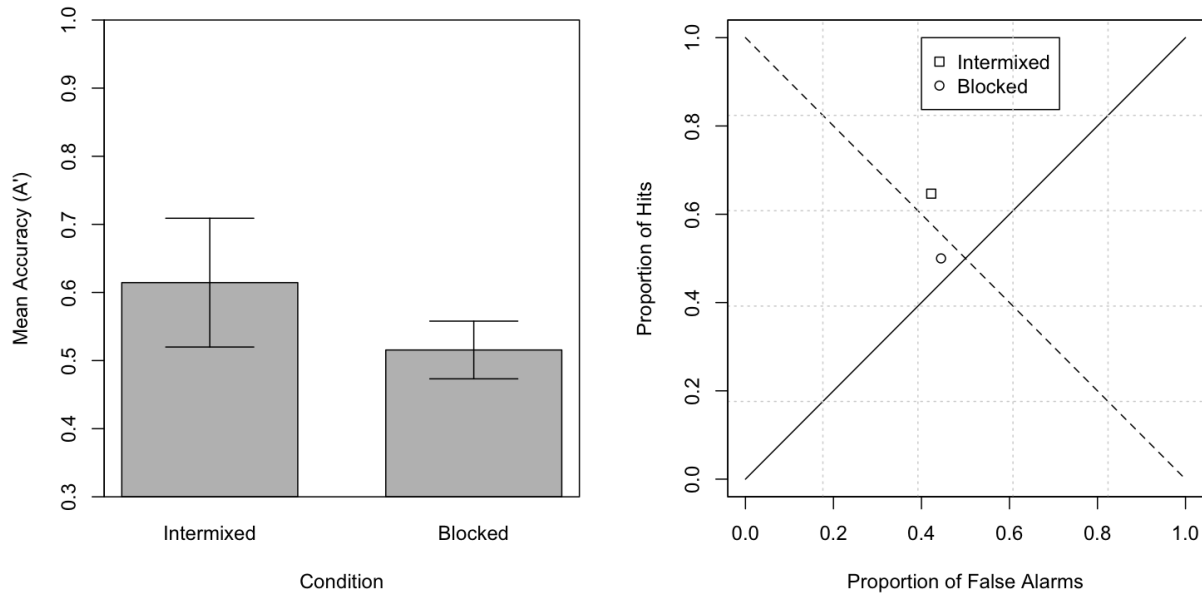 Mean Accuracy (A')
1.0
0.9
0.8
0.7
0.6
0.5
0.4
0.3
Intermixed Blocked
Condition
Proportion of Hits
1.0
0.8
0.6
0.4
0.2
0.0
Intermixed
Blocked
0.0 0.2 0.4 0.6 0.8 1.0
Proportion of False Alarms